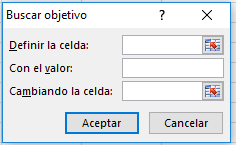 Buscar objetivo ? ×
Definir la celda:
Con el valor:
Cambiando la celda:
Aceptar Cancelar